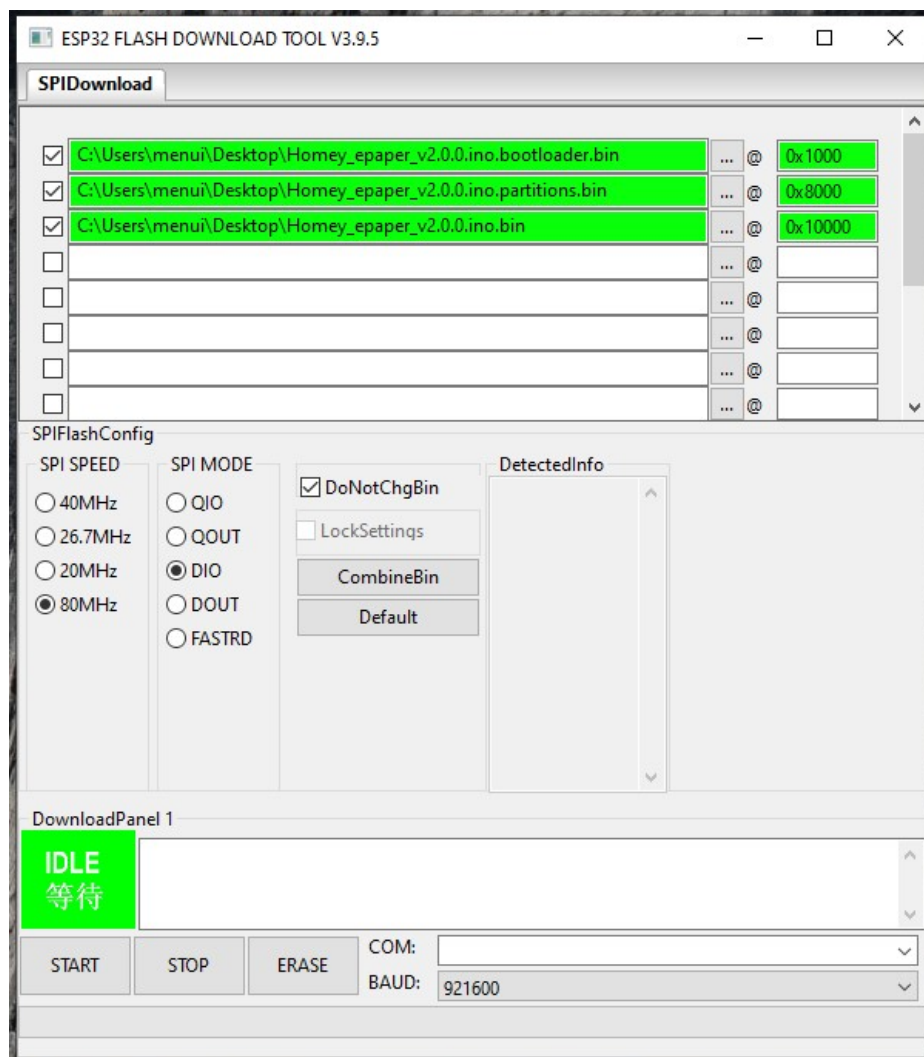 ESP32 FLASH DOWNLOAD TOOL V3.9.5
SPIDownload
C:\Users\menui\Desktop\Homey_epaper_v2.0.0.ino.bootloader.bin ... @ 0x1000
C:\Users\menui\Desktop\Homey_epaper_v2.0.0.ino.partitions.bin ... @ 0x8000
C:\Users\menui\Desktop\Homey_epaper_v2.0.0.ino.bin ... @ 0x10000
... @
... @
... @
... @
... @
SPIFlashConfig
SPI SPEED
40MHz
26.7MHz
20MHz
80MHz
SPI MODE
QIO
QOUT
DIO
DOUT
FASTRD
DoNotChgBin
LockSettings
CombineBin
Default
DetectedInfo
DownloadPanel 1
IDLE
等待
START STOP ERASE
COM:
BAUD: 921600